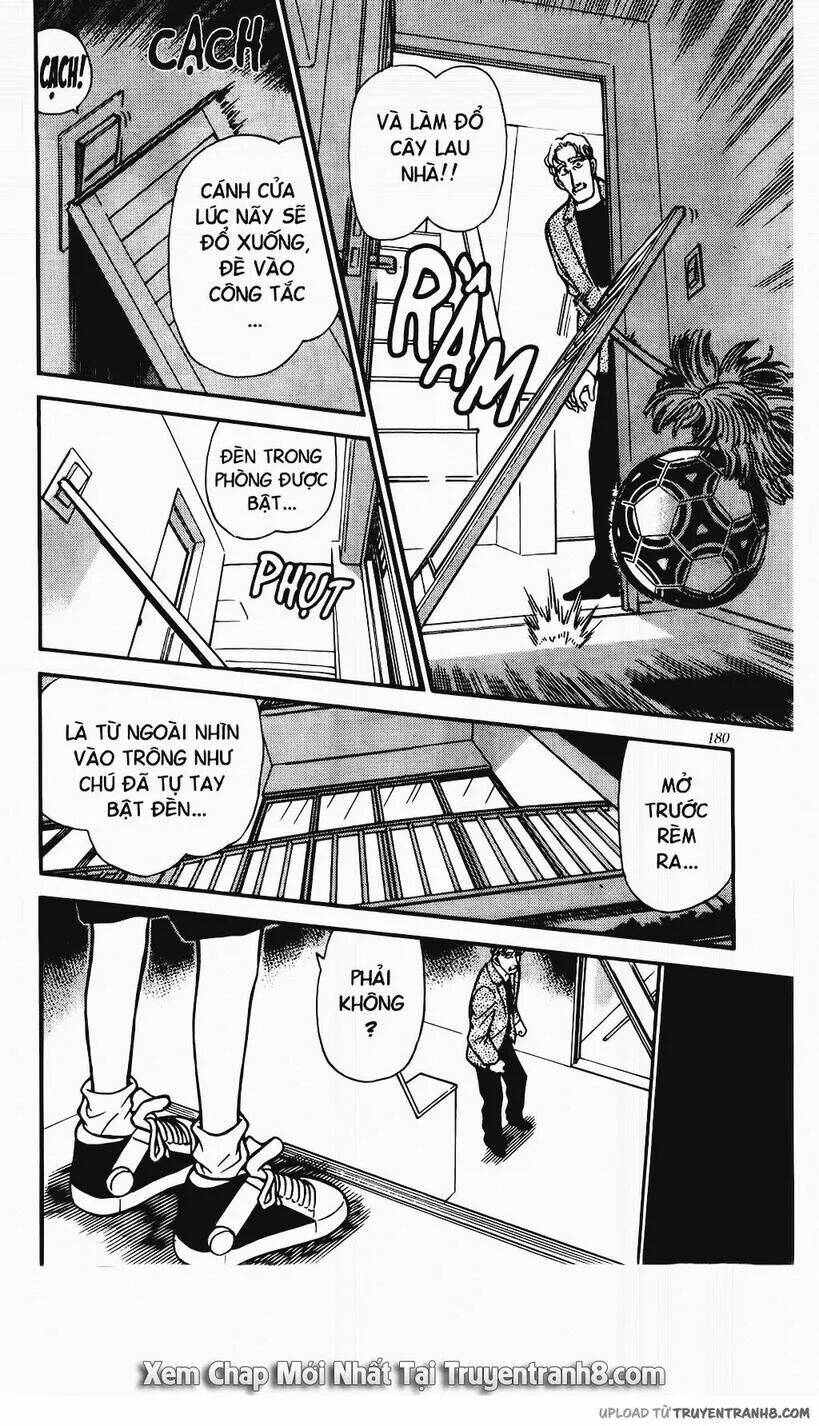 VÀ LÀM ĐỔ
CÂY LAU
NHÀ!!
RẦM
CẠCH
CẠCH!
CÁNH CỬA
LÚC NÃY SẼ
ĐỔ XUỐNG,
ĐÈ VÀO
CÔNG TẮC
...
ĐÈN TRONG
PHÒNG ĐƯỢC
BẬT...
PHỤT
180
MỞ
TRƯỚC
RÈM
RA...
LÀ TỪ NGOÀI NHÌN
VÀO TRÔNG NHƯ
CHÚ ĐÃ TỰ TAY
BẬT ĐÈN...
PHẢI
KHÔNG
?
Xem Chap Mới Nhất Tại Truyentranh8.com
UPLOAD TỪ TRUYENTRANH8.COM